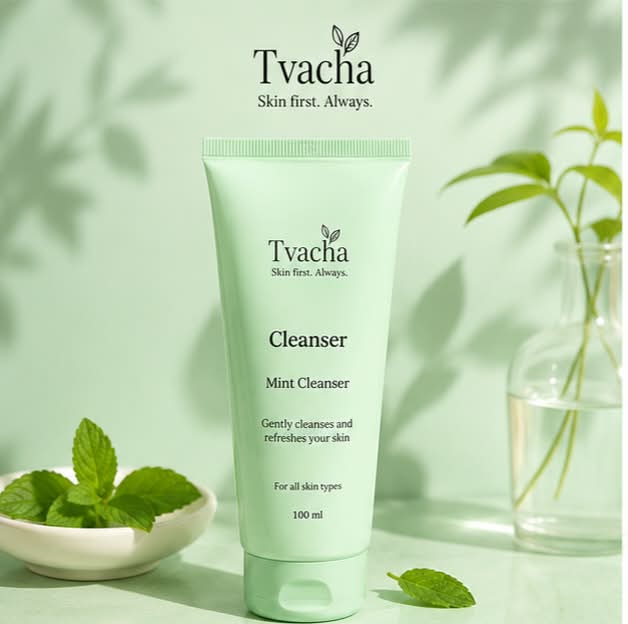 Tvacha
Skin first. Always.
Tvacha
Skin first. Always.
Cleanser
Mint Cleanser
Gently cleanses and
refreshes your skin
For all skin types
100 ml